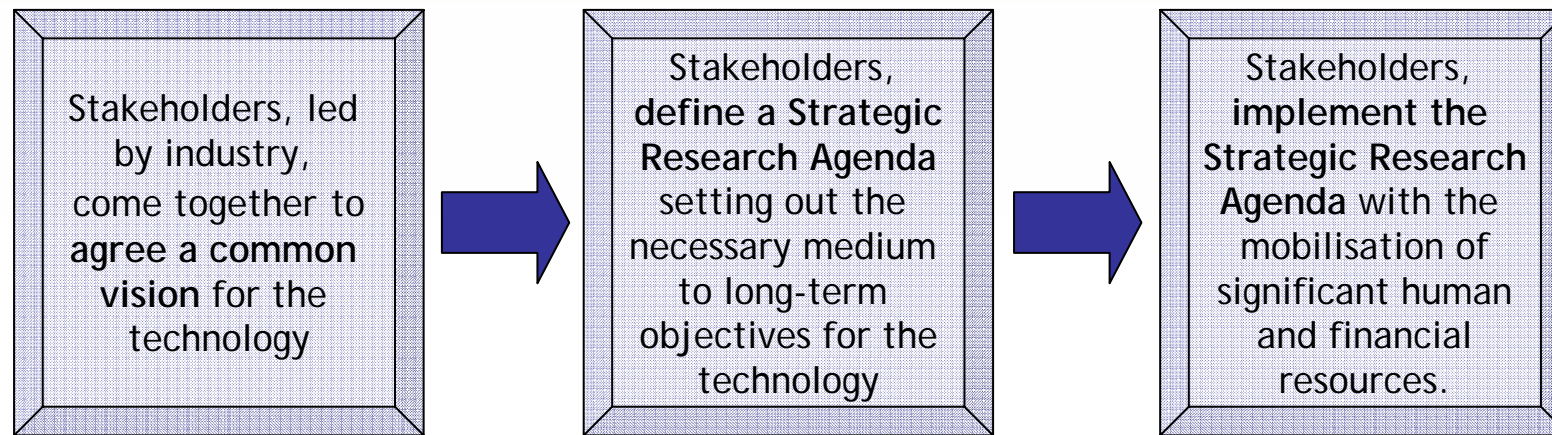 Stakeholders, led
by industry,
come together to
agree a common
vision for the
technology
Stakeholders,
define a Strategic
Research Agenda
setting out the
necessary medium
to long-term
objectives for the
technology
Stakeholders,
implement the
Strategic Research
Agenda with the
mobilisation of
significant human
and financial
resources.